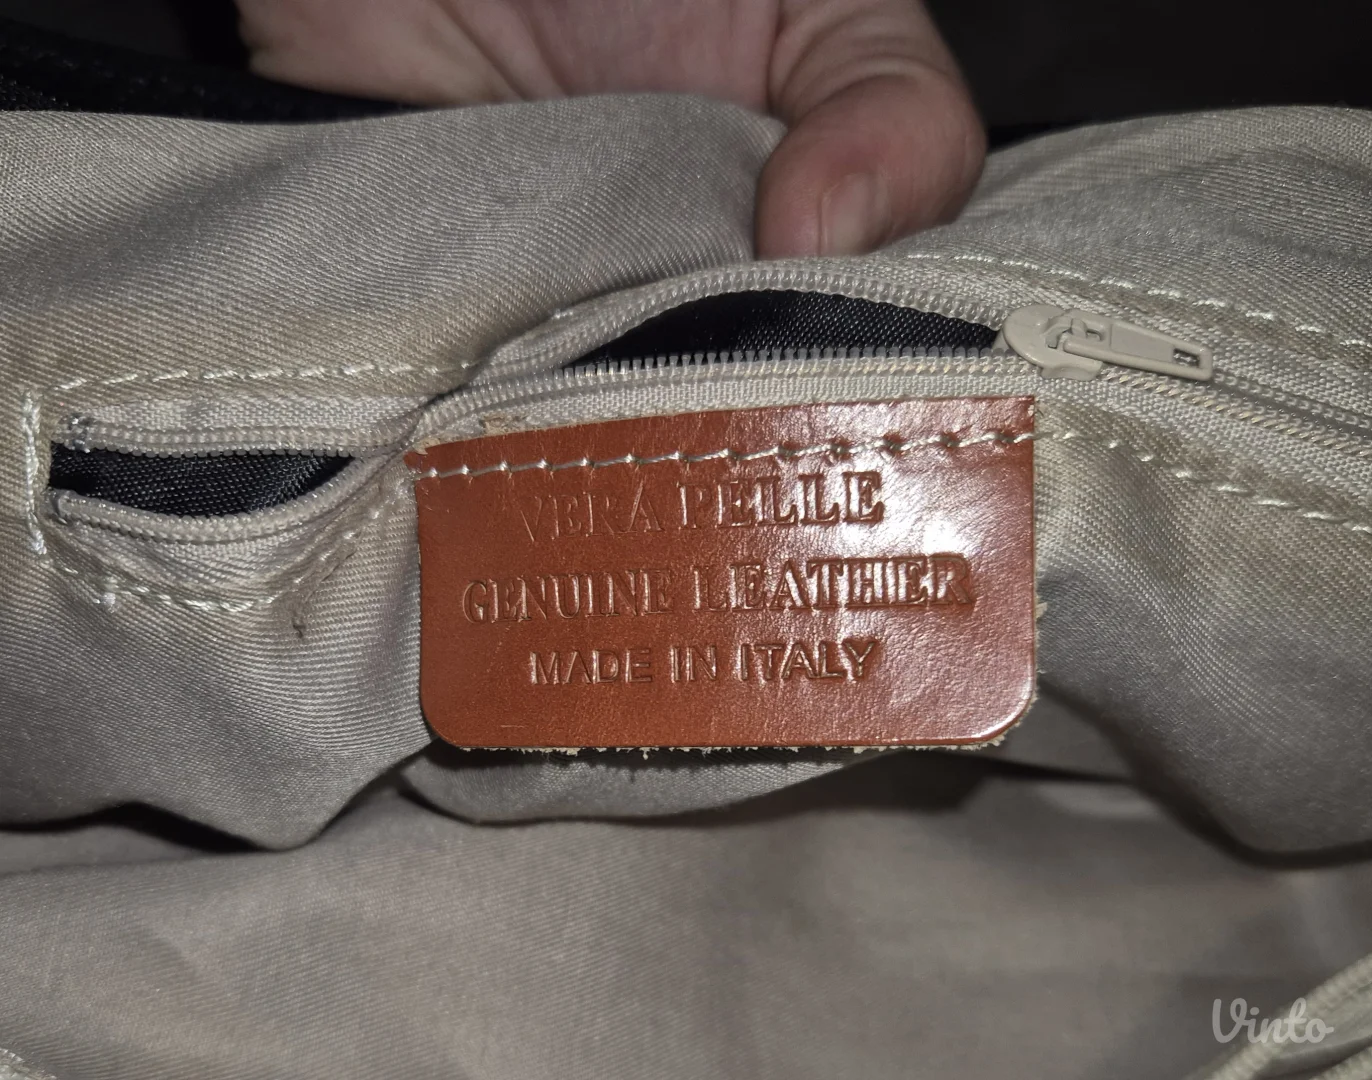 VERA PELLE
GENUINE LEATHER
MADE IN ITALY
Vinto